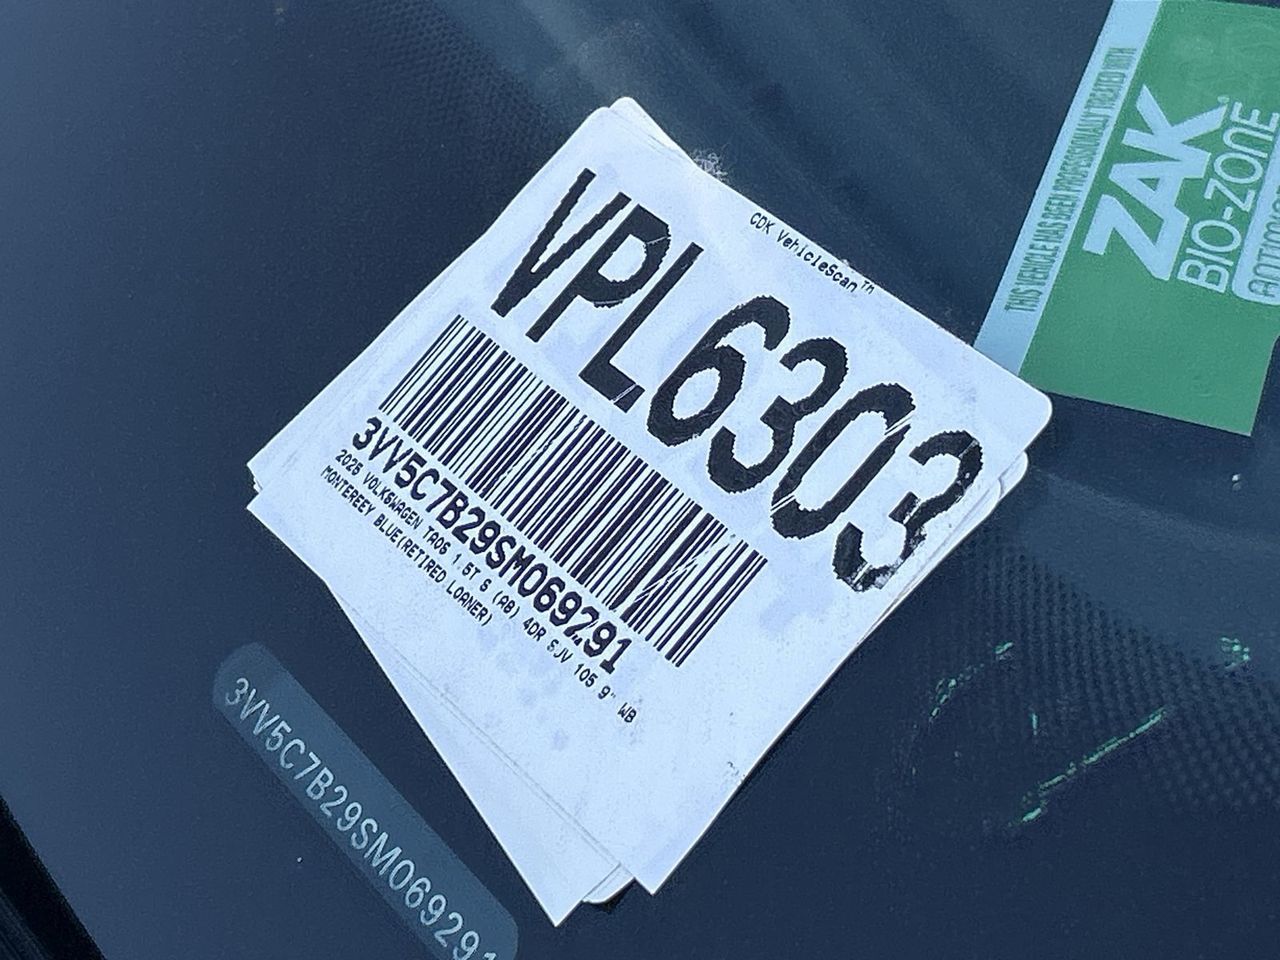 CDK VehicleScan™
VPL6303
3VV5C7B29SM069291
2025 VOLKSWAGEN TAOS 1.5T S (A8) 4DR SUV 105.9" WB
MONTEREY BLUE(RETIRED LOANER)
3VV5C7B29SM069291
THIS VEHICLE HAS BEEN PROFESSIONALLY TREATED WITH
ZAK
BIO-ZONE